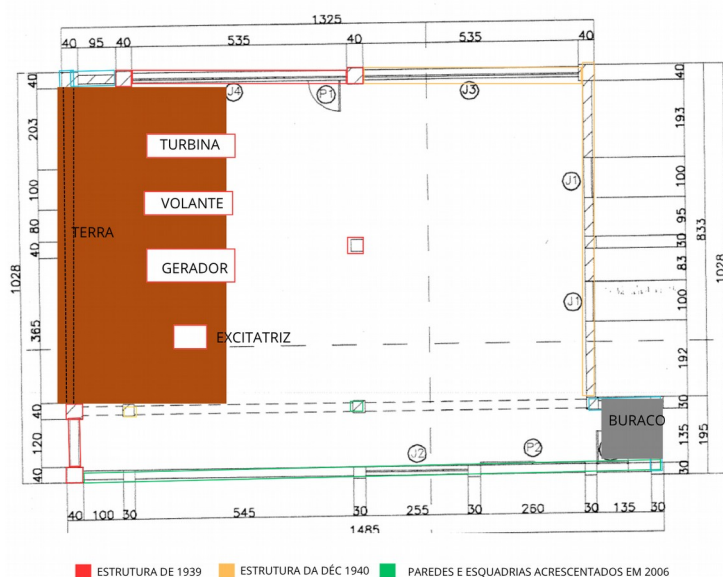 1325
40 95 40 535 40 535 40
40
203
100
80
40
365
40
120
40
1028
J4
P1
J3
TURBINA
VOLANTE
TERRA
GERADOR
EXCITATRIZ
J1
J1
40
193
100
95
30
83
100
192
30
135
30
833
195
1028
BURACO
J2
P2
40 100 30 545 30 255 30 260 30 135 30
1485
ESTRUTURA DE 1939
ESTRUTURA DA DÉC 1940
PAREDES E ESQUADRIAS ACRESCENTADOS EM 2006